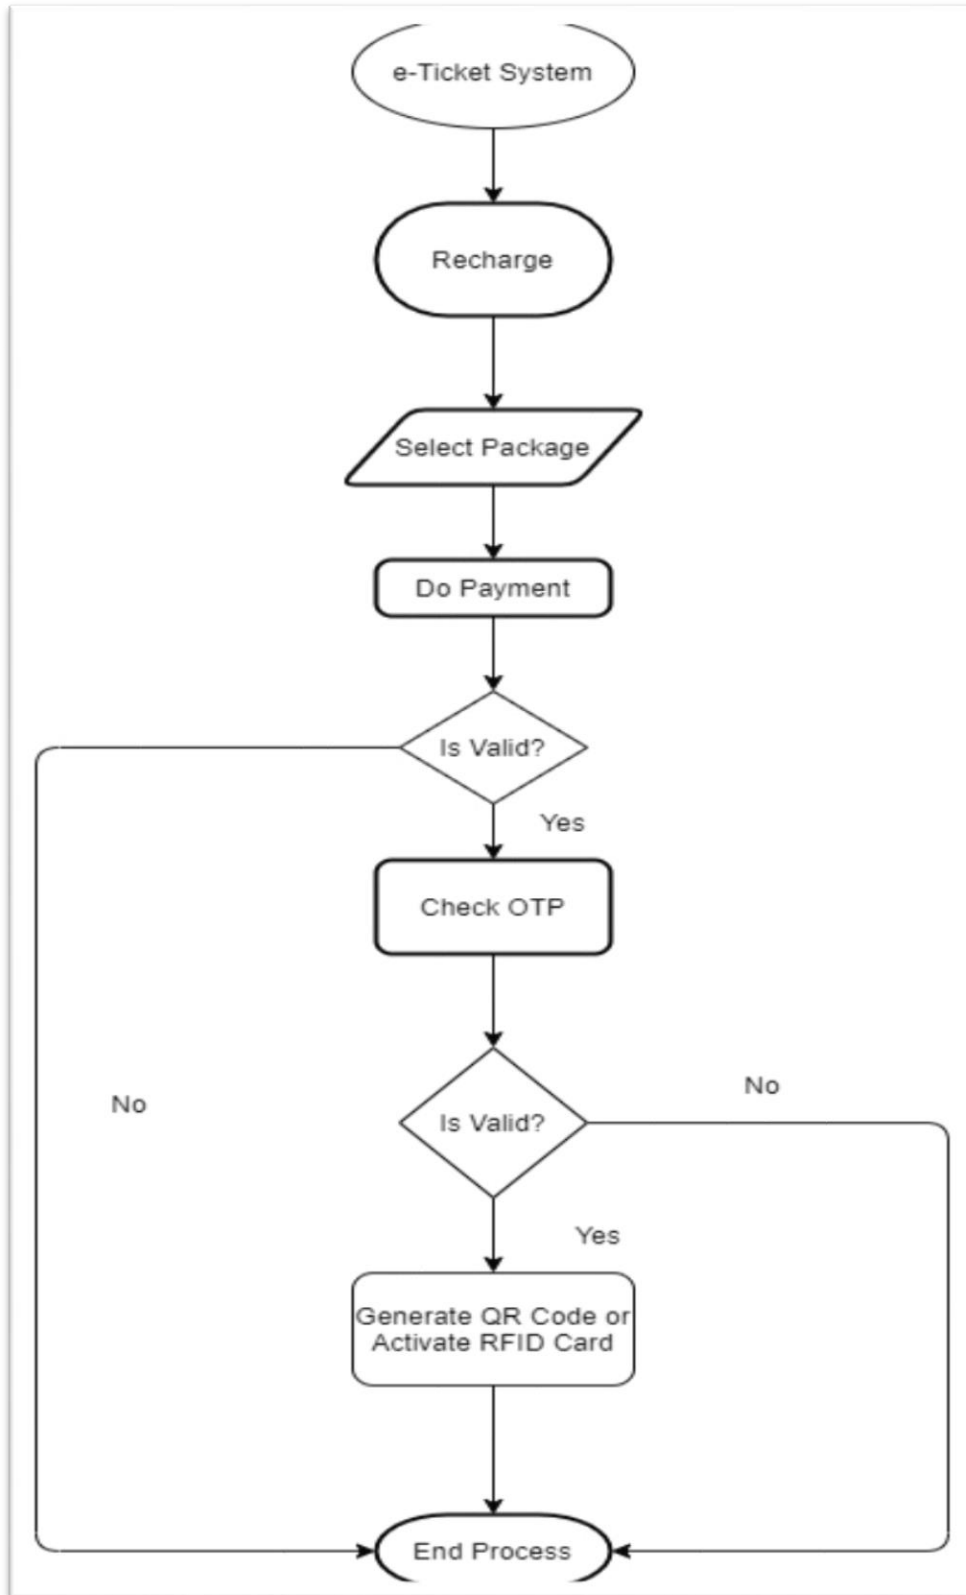 e-Ticket System
Recharge
Select Package
Do Payment
Is Valid?
Yes
Check OTP
No
No
Is Valid?
Yes
Generate QR Code or
Activate RFID Card
End Process